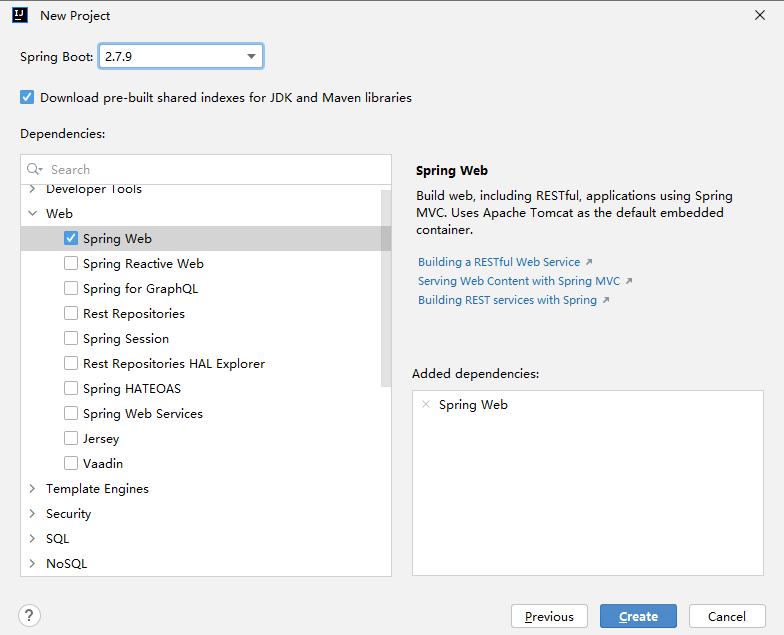 IJ
New Project
Spring Boot: 2.7.9
Download pre-built shared indexes for JDK and Maven libraries
Dependencies:
Search
Developer Tools
Web
Spring Web
Spring Reactive Web
Spring for GraphQL
Rest Repositories
Spring Session
Rest Repositories HAL Explorer
Spring HATEOAS
Spring Web Services
Jersey
Vaadin
Template Engines
Security
SQL
NoSQL
Spring Web
Build web, including RESTful, applications using Spring
MVC. Uses Apache Tomcat as the default embedded
container.
Building a RESTful Web Service
Serving Web Content with Spring MVC
Building REST services with Spring
Added dependencies:
Spring Web
?
Previous
Create
Cancel